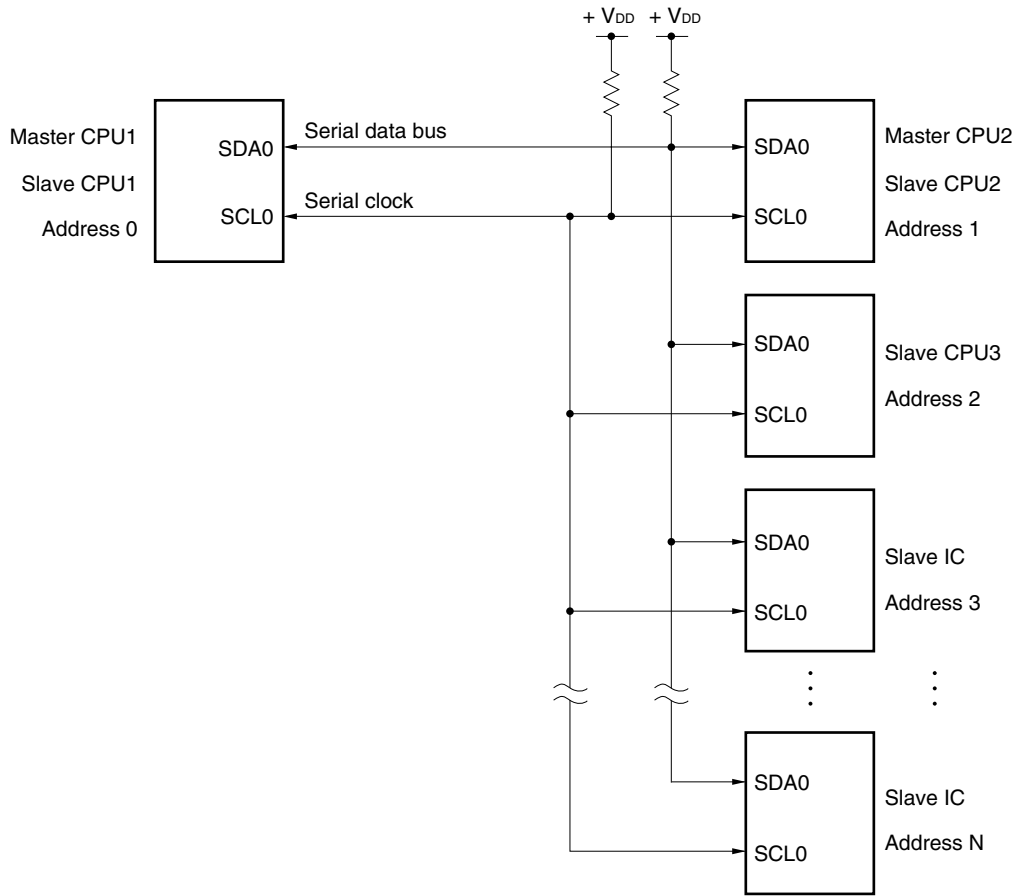 + VDD
+ VDD
Master CPU1
Slave CPU1
Address 0
SDA0
SCL0
Serial data bus
Serial clock
SDA0
SCL0
Master CPU2
Slave CPU2
Address 1
SDA0
SCL0
Slave CPU3
Address 2
SDA0
SCL0
Slave IC
Address 3
SDA0
SCL0
Slave IC
Address N